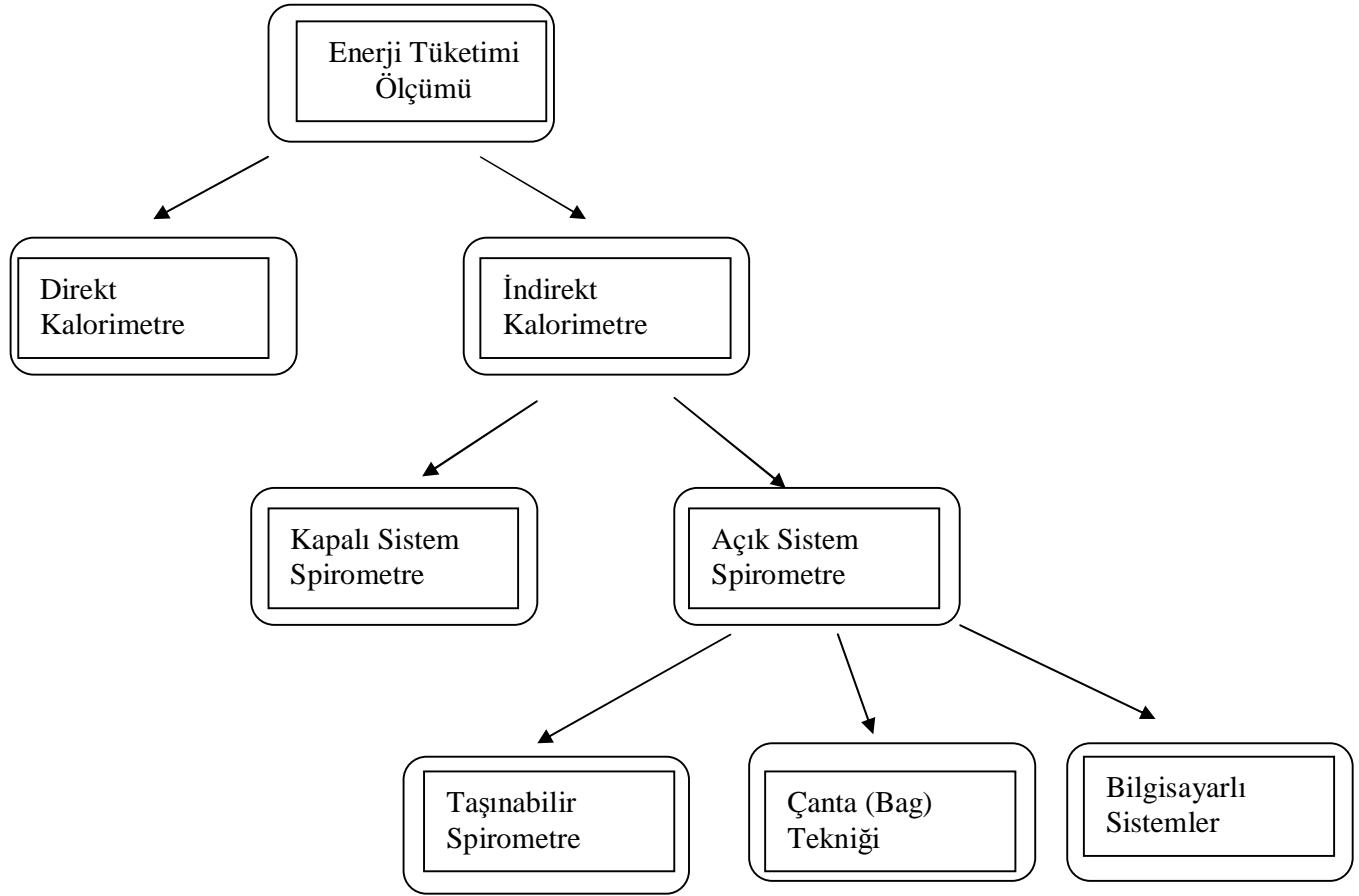 Enerji Tüketimi
Ölçümü
Direkt
Kalorimetre
İndirekt
Kalorimetre
Kapalı Sistem
Spirometre
Açık Sistem
Spirometre
Taşınabilir
Spirometre
Çanta (Bag)
Tekniği
Bilgisayarlı
Sistemler